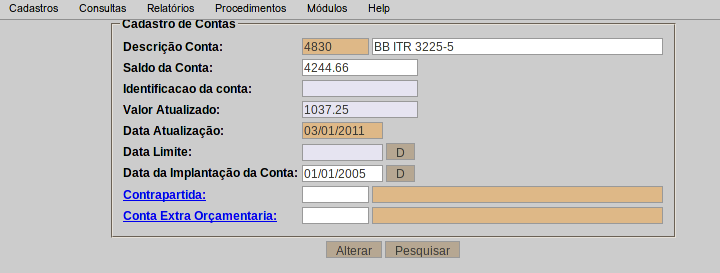 Cadastros Consultas Relatórios Procedimentos Módulos Help
Cadastro de Contas
Descrição Conta: 4830 BB ITR 3225-5
Saldo da Conta: 4244.66
Identificacao da conta:
Valor Atualizado: 1037.25
Data Atualização: 03/01/2011
Data Limite: D
Data da Implantação da Conta: 01/01/2005 D
Contrapartida:
Conta Extra Orçamentaria:
Alterar Pesquisar